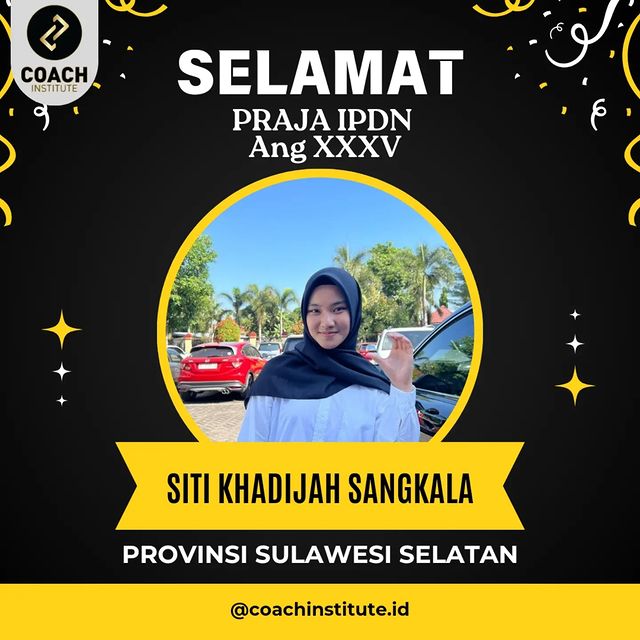 COACH
INSTITUTE
SELAMAT
PRAJA IPDN
Ang XXXV
SITI KHADIJAH SANGKALA
PROVINSI SULAWESI SELATAN
@coachinstitute.id